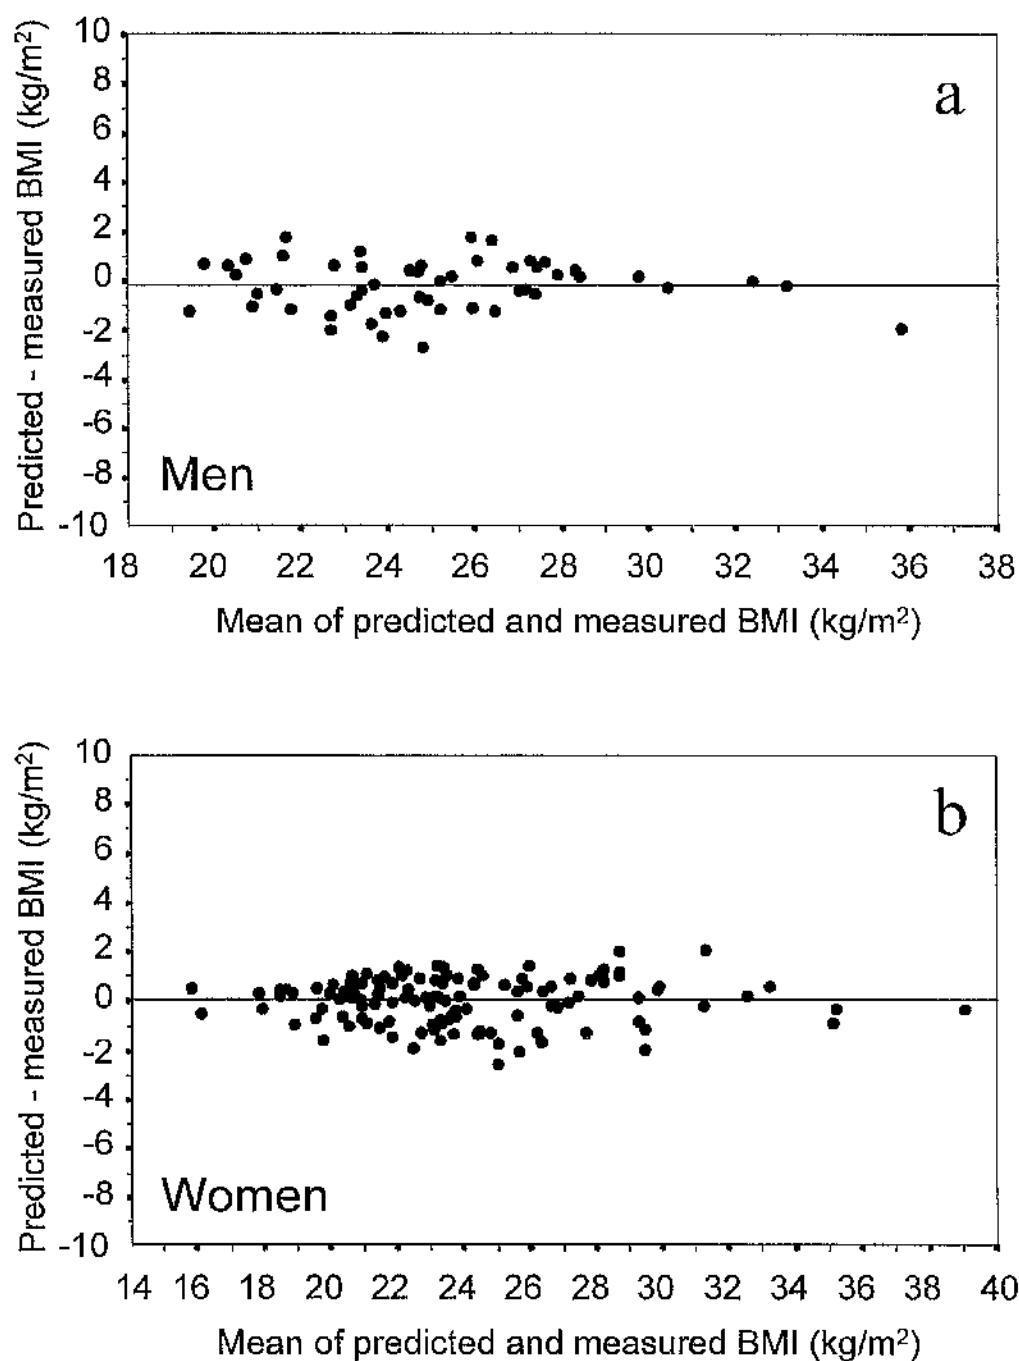 10
8
6
4
2
0
-2
-4
-6
-8
-10
Predicted - measured BMI (kg/m²)
a
Men
18 20 22 24 26 28 30 32 34 36 38
Mean of predicted and measured BMI (kg/m²)
10
8
6
4
2
0
-2
-4
-6
-8
-10
Predicted - measured BMI (kg/m²)
b
Women
14 16 18 20 22 24 26 28 30 32 34 36 38 40
Mean of predicted and measured BMI (kg/m²)